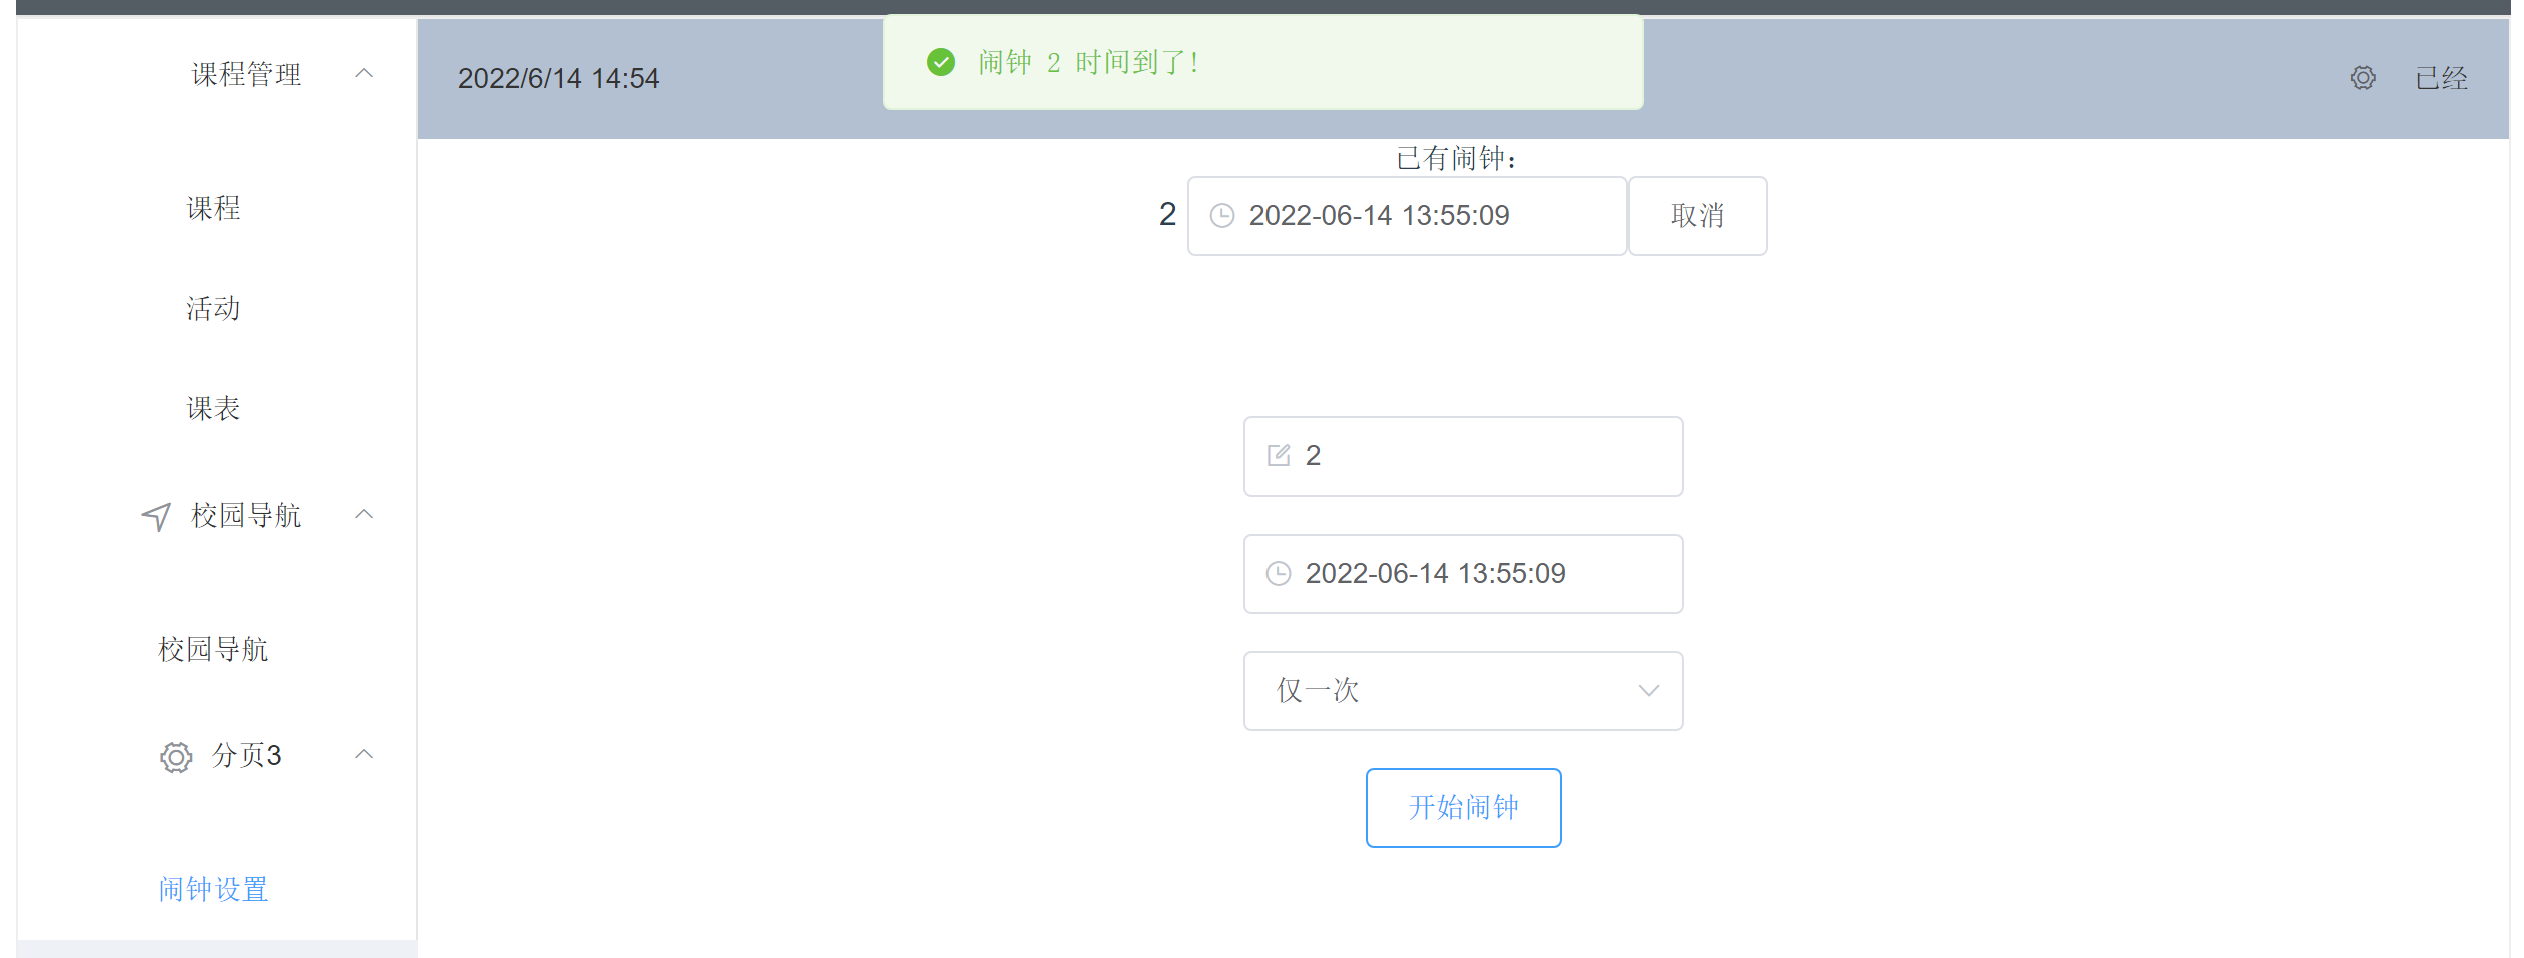 闹钟 2 时间到了!
课程管理
2022/6/14 14:54
已经
已有闹钟：
2
2022-06-14 13:55:09
取消
课程
活动
课表
2
校园导航
2022-06-14 13:55:09
校园导航
仅一次
分页3
开始闹钟
闹钟设置